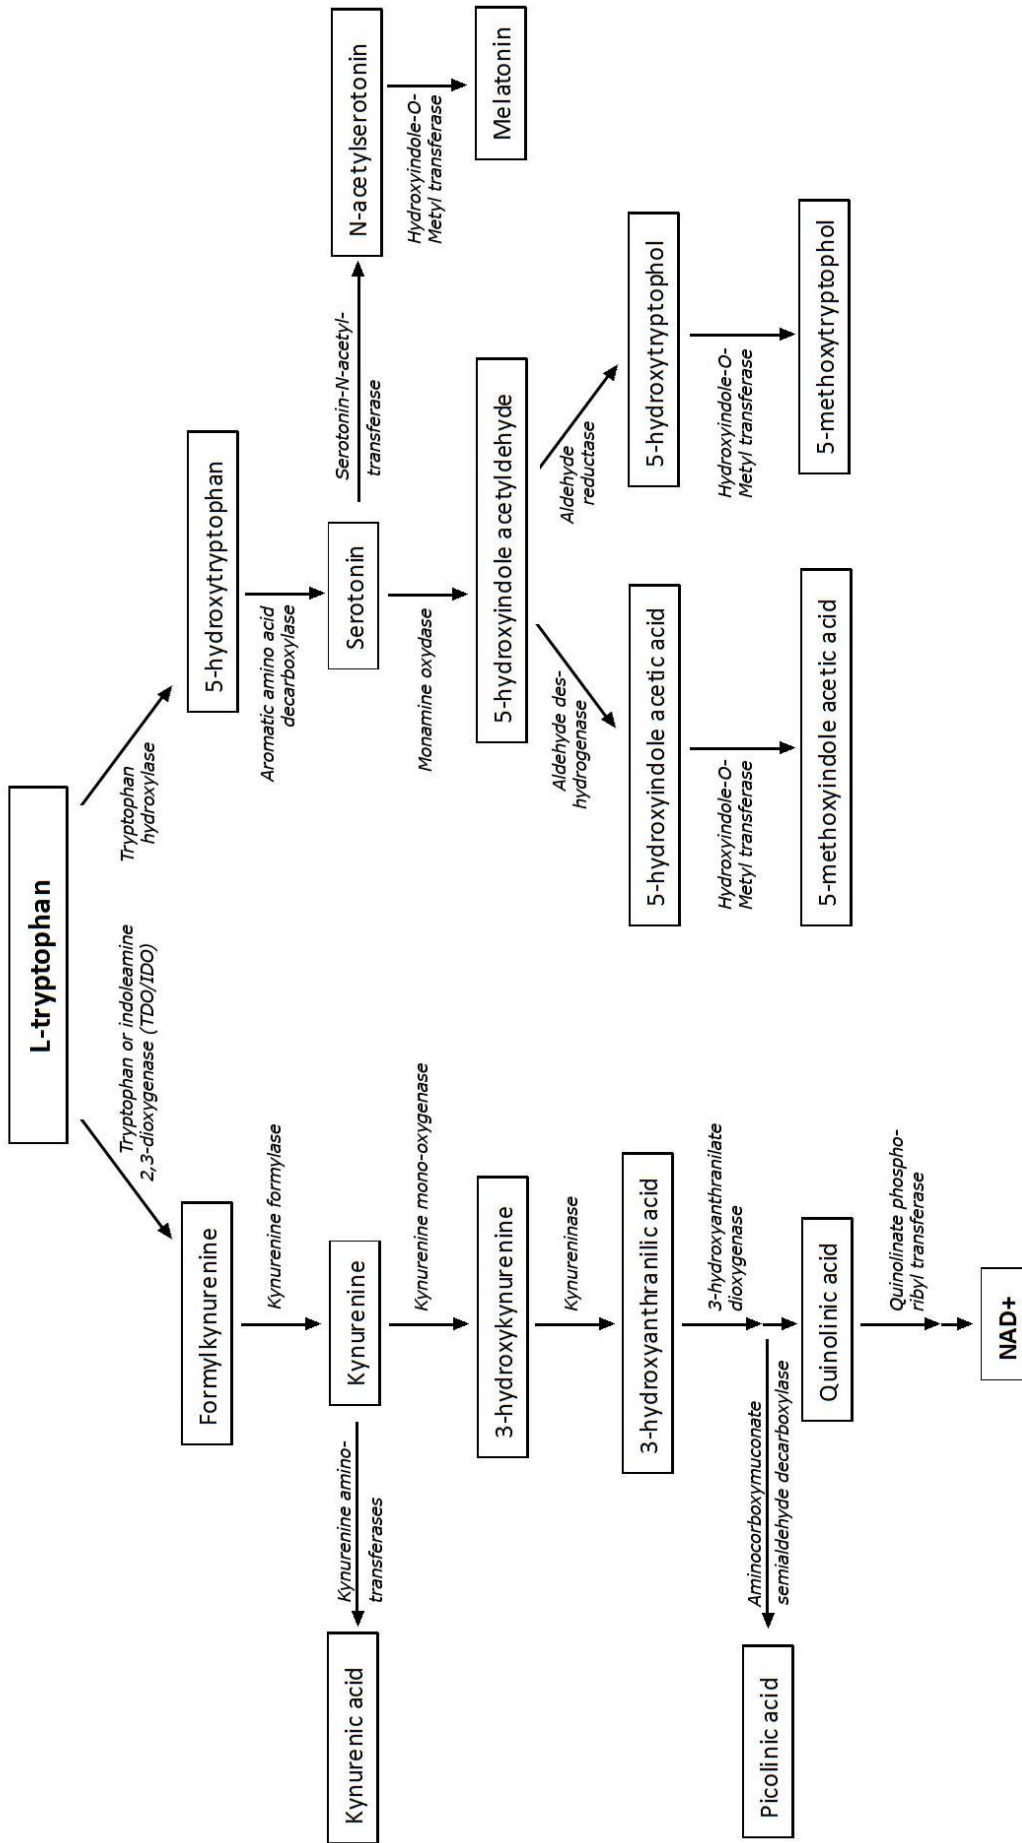 L-tryptophan
Tryptophan or indoleamine
2,3-dioxygenase (TDO/IDO)
Tryptophan
hydroxylase
Formylkynurenine
5-hydroxytryptophan
Kynurenine formylase
Aromatic amino acid
decarboxylase
Kynurenic acid
Kynurenine amino-
transferases
Kynurenine
Serotonin
Serotonin-N-acetyl-
transferase
N-acetylserotonin
Kynurenine mono-oxygenase
Monamine oxydase
Hydroxyindole-O-
Metyl transferase
3-hydroxykynurenine
5-hydroxyindole acetyldehyde
Melatonin
Kynureninase
Aldehyde des-
hydrogenase
Aldehyde
reductase
3-hydroxyanthranilic acid
5-hydroxyindole acetic acid
5-hydroxytryptophol
3-hydroxyanthranilate
dioxygenase
Hydroxyindole-O-
Metyl transferase
Hydroxyindole-O-
Metyl transferase
Picolinic acid
Aminocorboxymuconate
semialdehyde decarboxylase
Quinolinic acid
5-methoxyindole acetic acid
5-methoxytryptophol
Quinolinate phospho-
ribyl transferase
NAD+